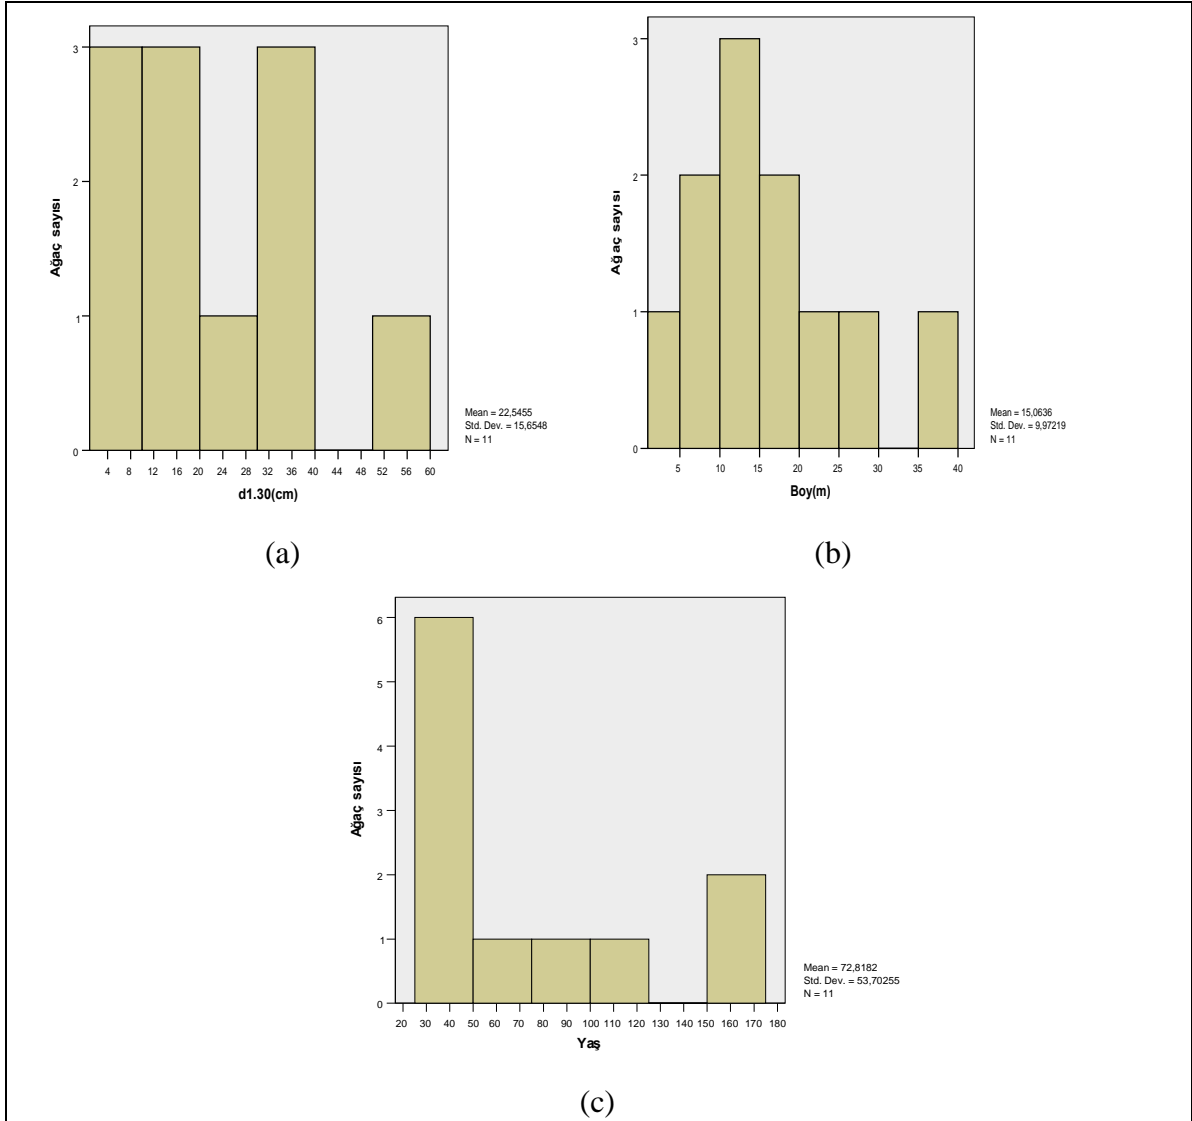 3
2
1
0
Ağaç sayısı
4 8 12 16 20 24 28 32 36 40 44 48 52 56 60
d1.30(cm)
Mean = 22,5455
Std. Dev. = 15,6548
N = 11
(a)
3
2
1
0
Ağaç sayısı
5 10 15 20 25 30 35 40
Boy(m)
Mean = 15,0636
Std. Dev. = 9,97219
N = 11
(b)
6
5
4
3
2
1
0
Ağaç sayısı
20 30 40 50 60 70 80 90 100 110 120 130 140 150 160 170 180
Yaş
Mean = 72,8182
Std. Dev. = 53,70255
N = 11
(c)